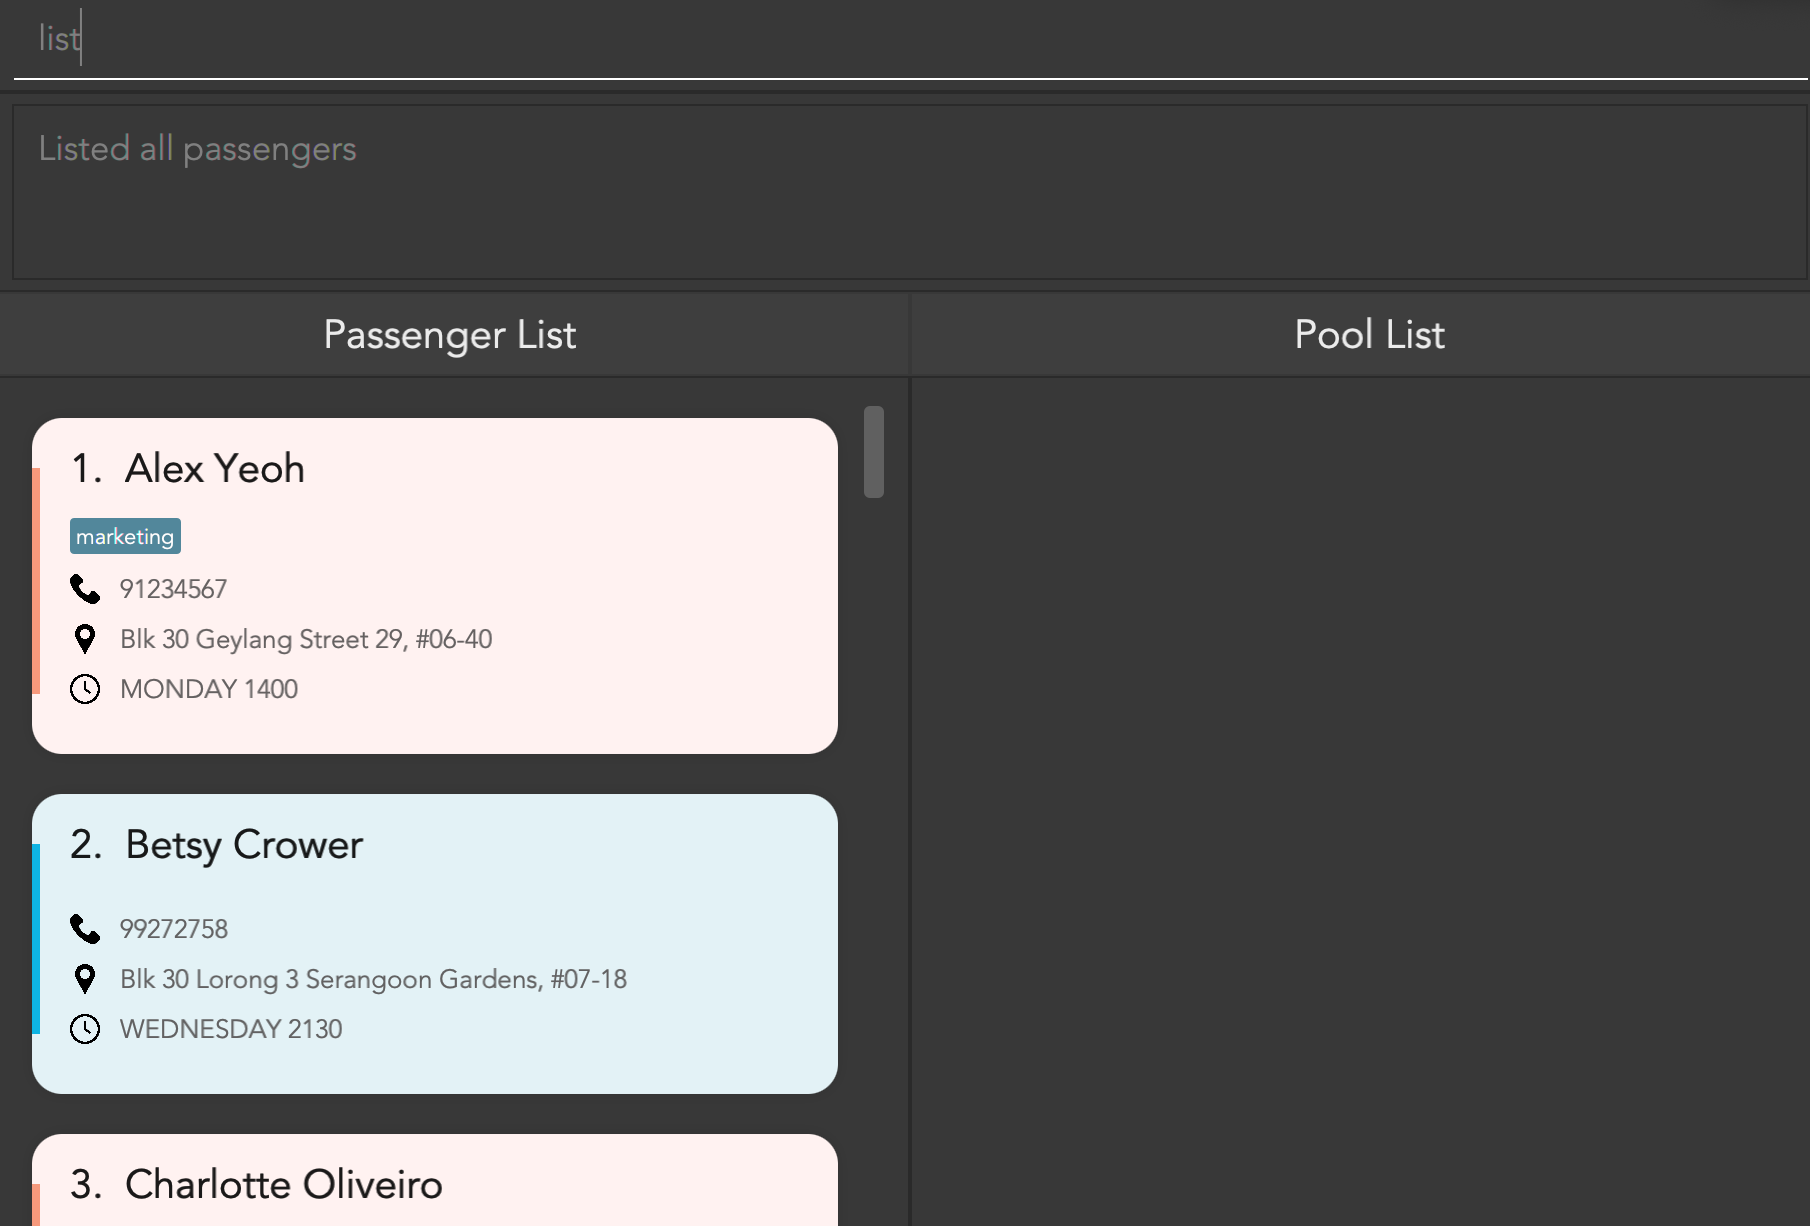 list
Listed all passengers
Passenger List
Pool List
1. Alex Yeoh
marketing
91234567
Blk 30 Geylang Street 29, #06-40
MONDAY 1400
2. Betsy Crower
99272758
Blk 30 Lorong 3 Serangoon Gardens, #07-18
WEDNESDAY 2130
3. Charlotte Oliveiro